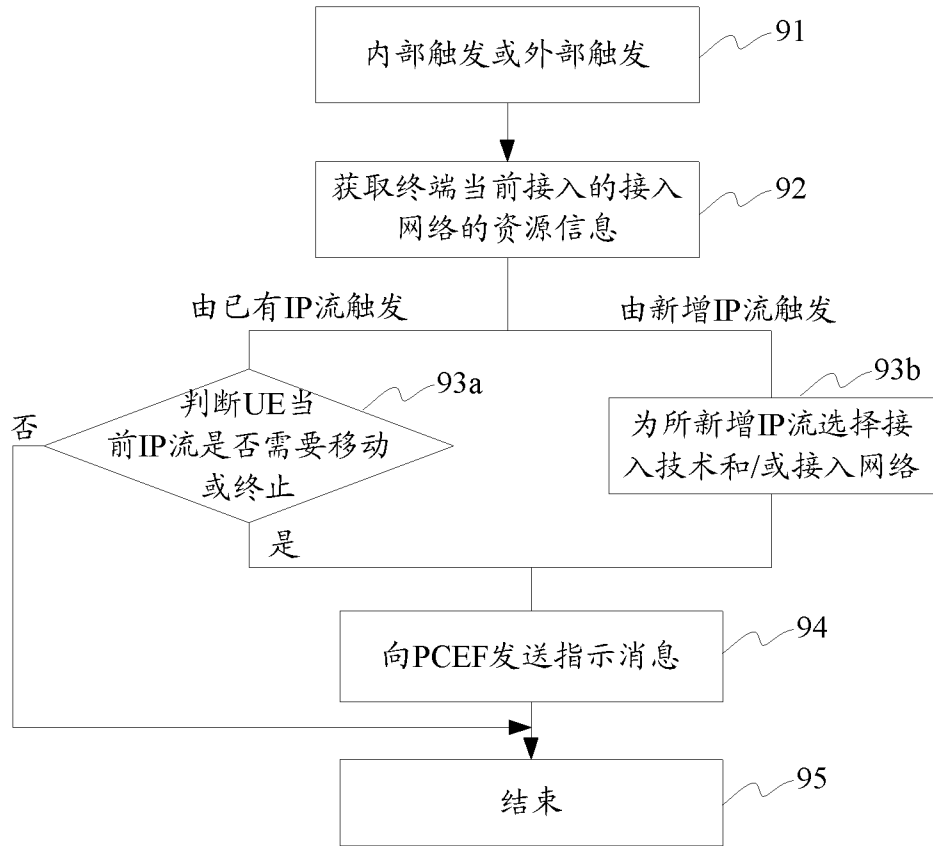 内部触发或外部触发
91
获取终端当前接入的接入
网络的资源信息
92
由已有IP流触发
由新增IP流触发
93a
93b
否
判断UE当
前IP流是否需要移动
或终止
为所新增IP流选择接
入技术和/或接入网络
是
94
向PCEF发送指示消息
95
结束